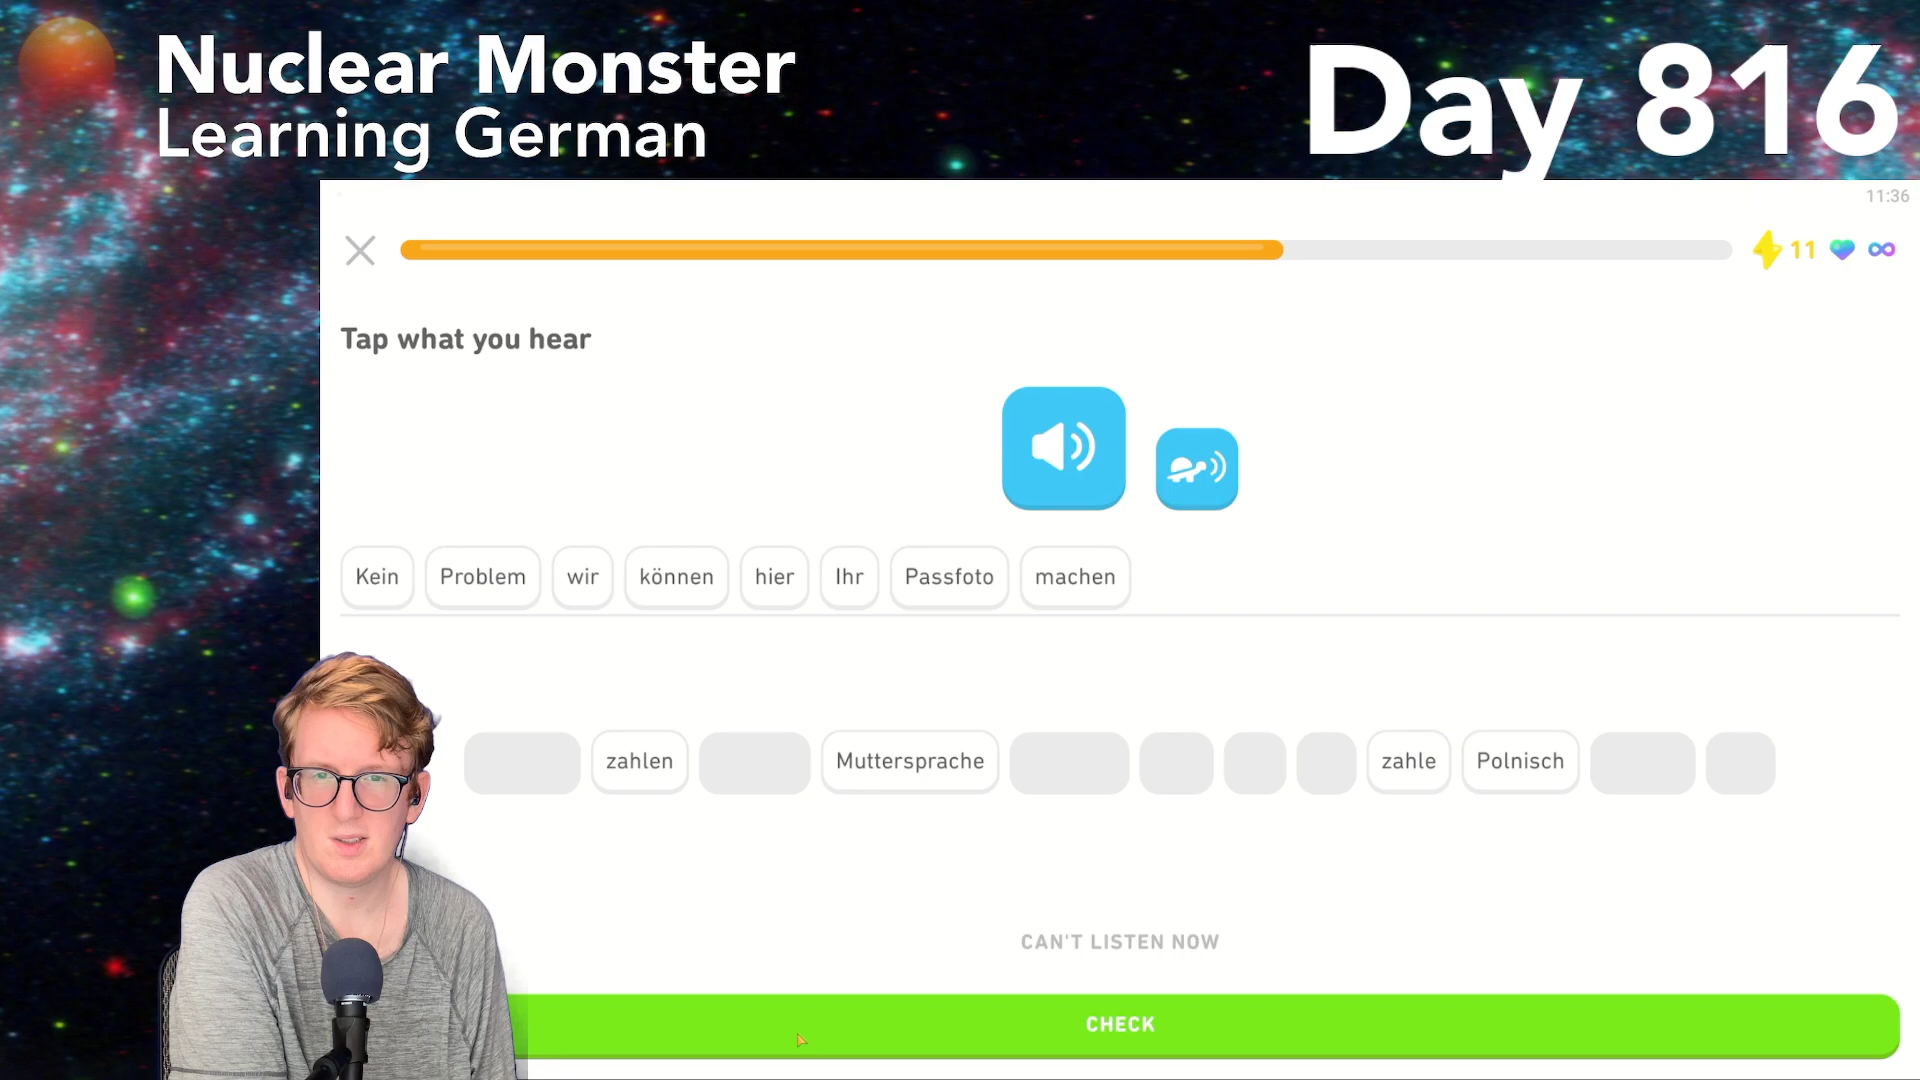 Nuclear Monster
Learning German
Day 816
11:36
11
Tap what you hear
Kein Problem wir können hier Ihr Passfoto machen
zahlen Muttersprache zahle Polnisch
CAN'T LISTEN NOW
CHECK